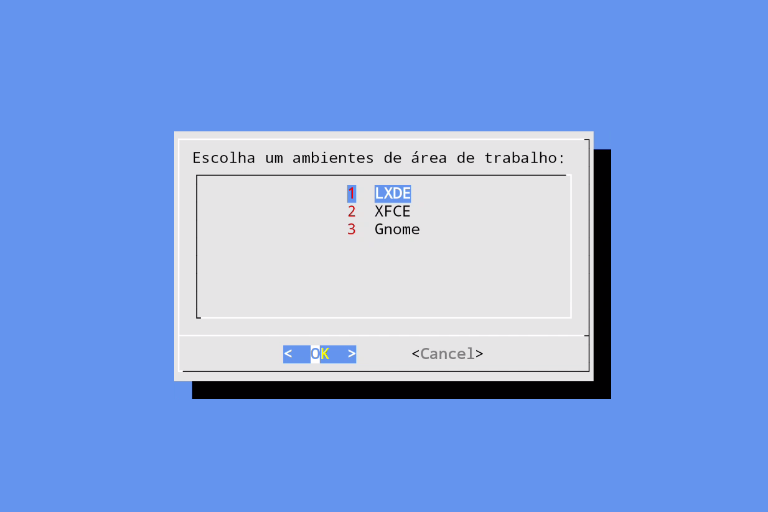 Escolha um ambientes de área de trabalho:
1 LXDE
2 XFCE
3 Gnome
< OK > <Cancel>